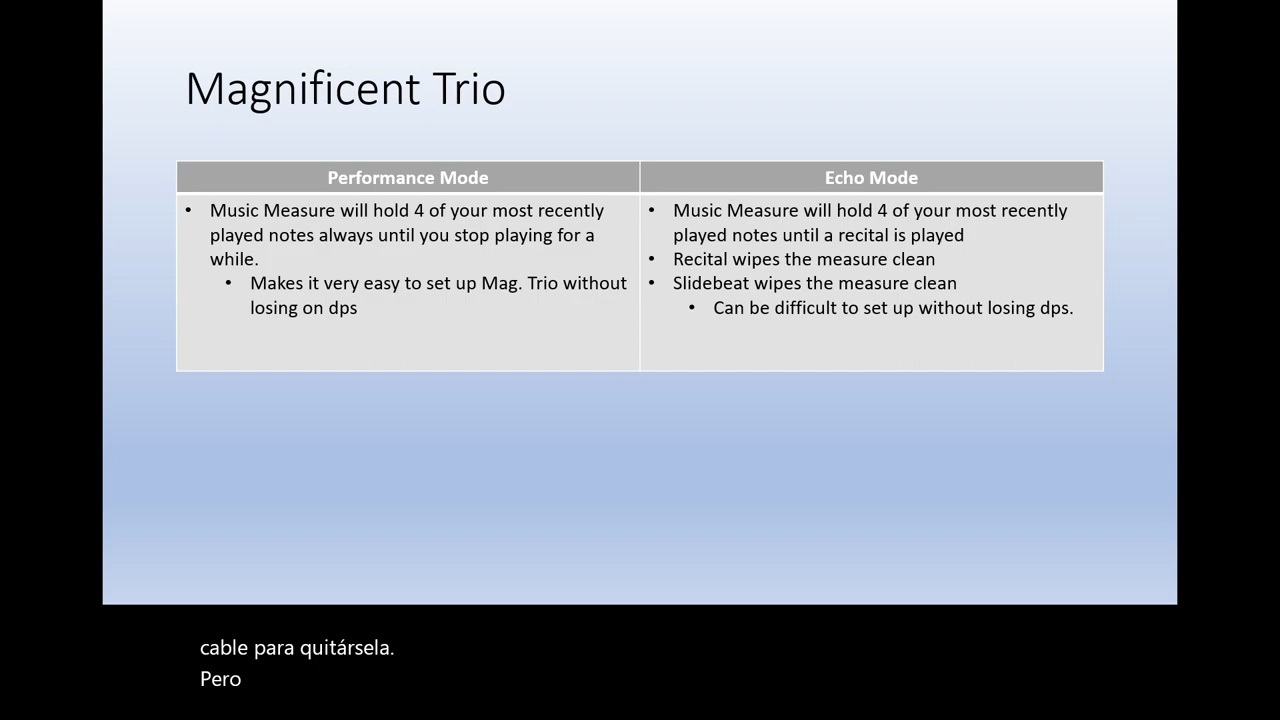 Magnificent Trio
Performance Mode
• Music Measure will hold 4 of your most recently
played notes always until you stop playing for a
while.
• Makes it very easy to set up Mag. Trio without
losing on dps
Echo Mode
• Music Measure will hold 4 of your most recently
played notes until a recital is played
• Recital wipes the measure clean
• Slidebeat wipes the measure clean
• Can be difficult to set up without losing dps.
cable para quitársela.
Pero